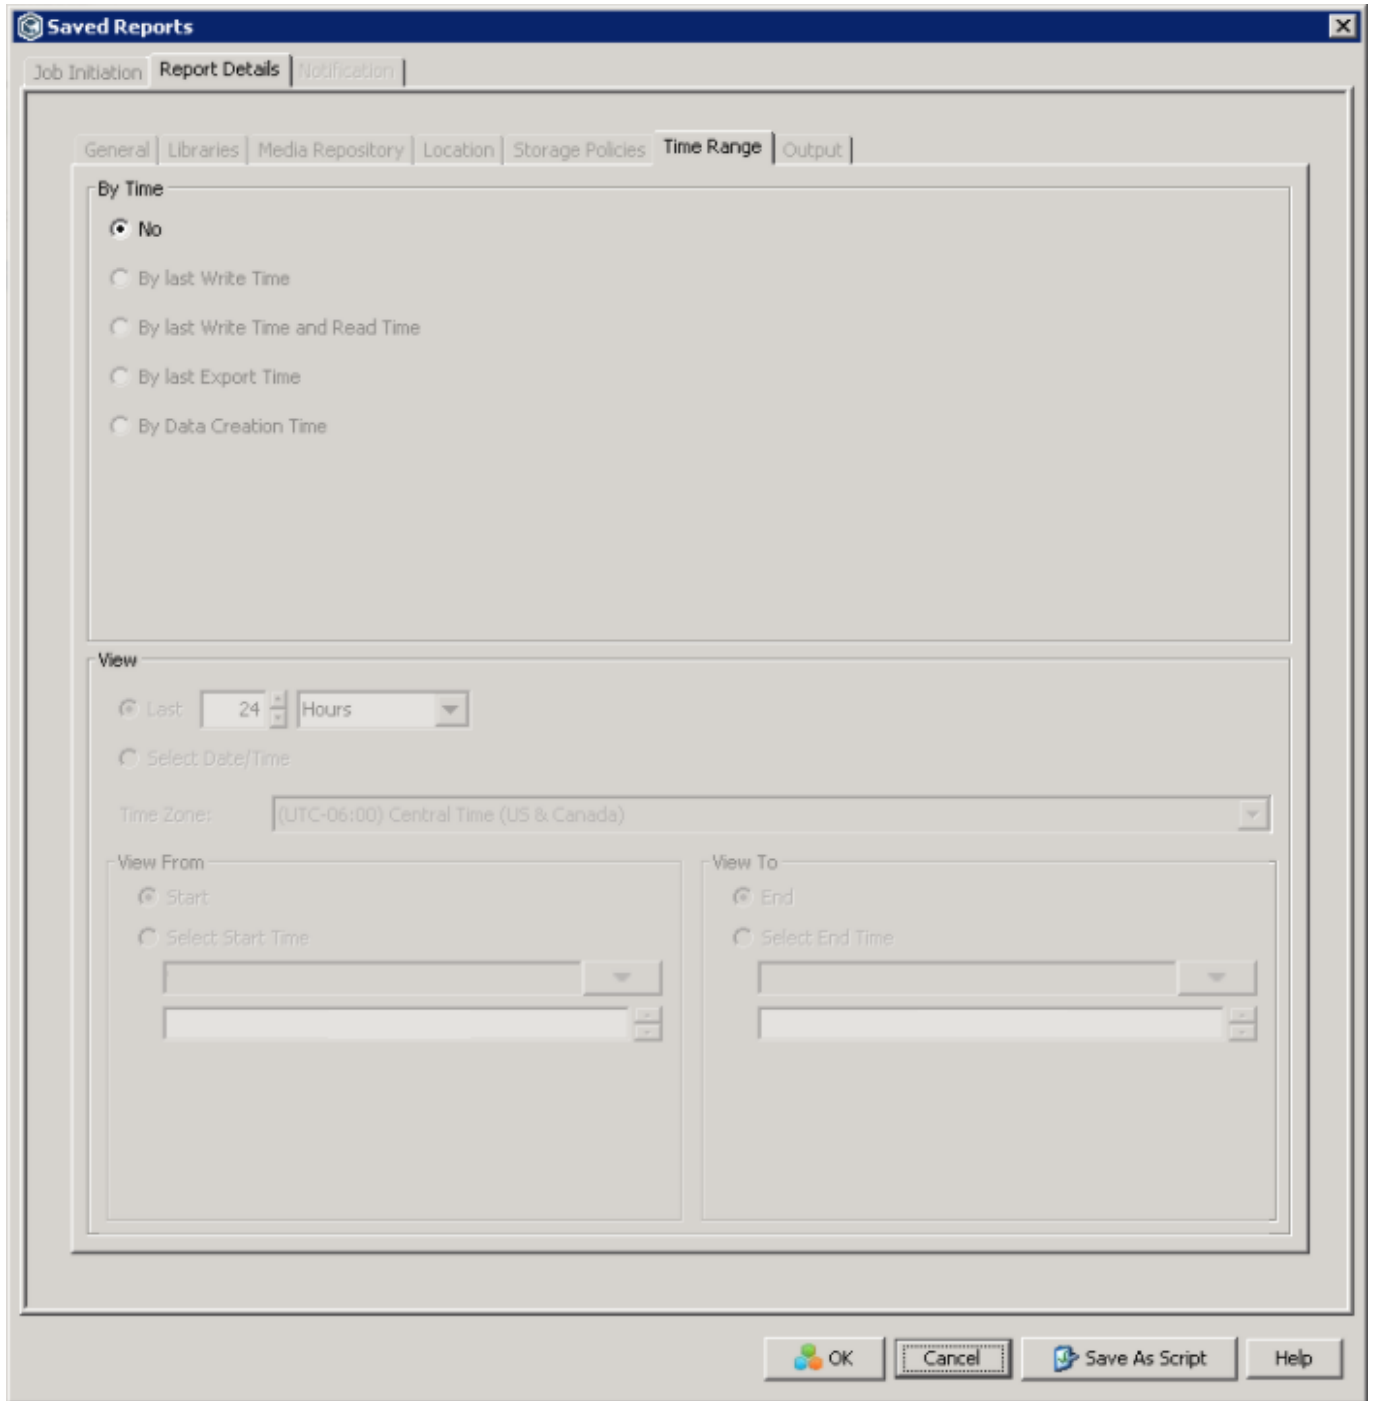 Saved Reports
Job Initiation Report Details Notification
General Libraries Media Repository Location Storage Policies Time Range Output
By Time
No
By last Write Time
By last Write Time and Read Time
By last Export Time
By Data Creation Time
View
Last 24 Hours
Select Date/Time
Time Zone: (UTC-06:00) Central Time (US & Canada)
View From View To
Start End
Select Start Time Select End Time
OK Cancel Save As Script Help